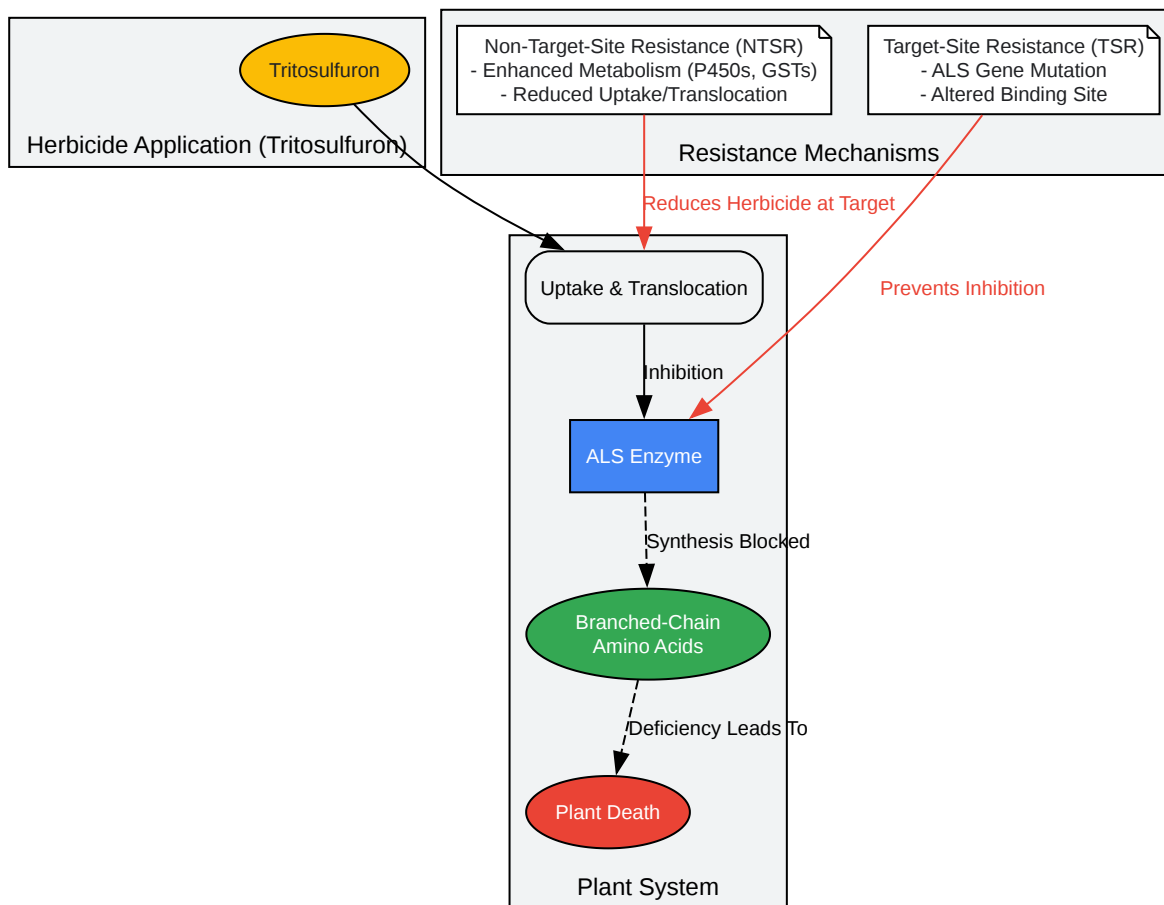 Tritosulfuron
Herbicide Application (Tritosulfuron)
Non-Target-Site Resistance (NTSR)
- Enhanced Metabolism (P450s, GSTs)
- Reduced Uptake/Translocation
Target-Site Resistance (TSR)
- ALS Gene Mutation
- Altered Binding Site
Resistance Mechanisms
Reduces Herbicide at Target
Prevents Inhibition
Uptake & Translocation
Inhibition
ALS Enzyme
Synthesis Blocked
Branched-Chain
Amino Acids
Deficiency Leads To
Plant Death
Plant System